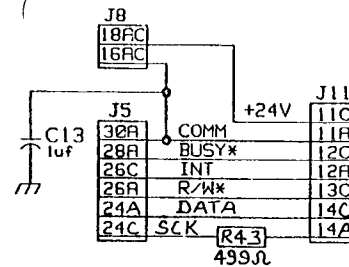 J8
18AC
16AC
J11
+24V
11C
J5
C13
1uf
30A COMM 11A
28A BUSY* 12C
26C INT 12A
26A R/W* 13C
24A DATA 14C
24C SCK R43 14A
499Ω